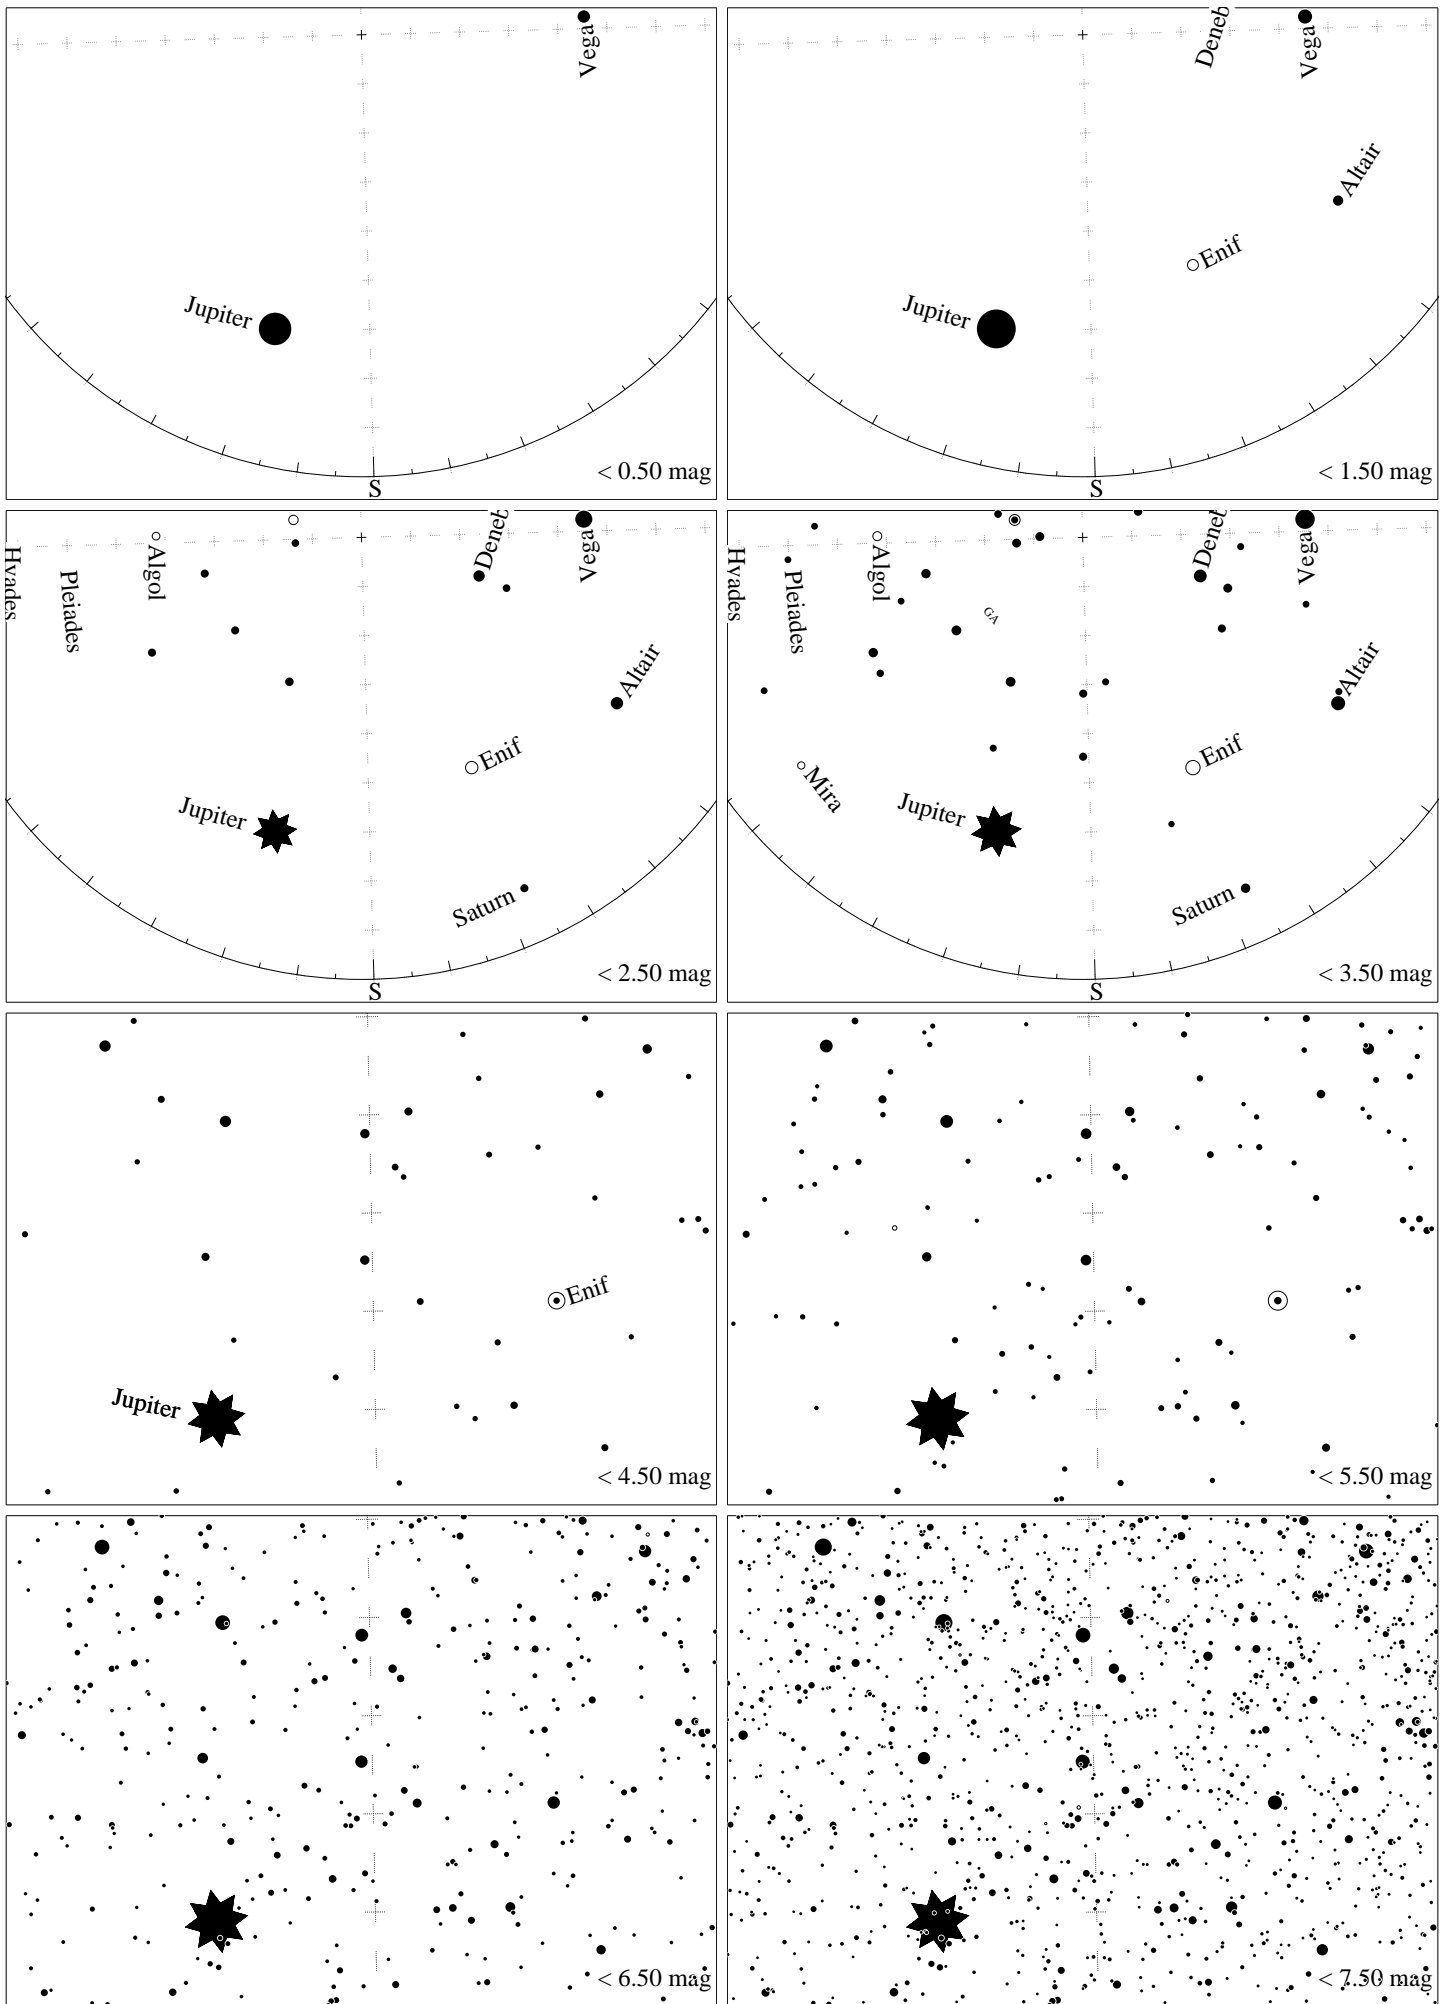 Vega
Jupiter
< 0.50 mag
S
Deneb
Vega
Altair
Enif
Jupiter
< 1.50 mag
S
Hyades
Pleiades
Algol
Deneb
Vega
Altair
Enif
Jupiter
Saturn
< 2.50 mag
S
Hyades
Pleiades
Algol
GA
Deneb
Vega
Altair
Enif
Mira
Jupiter
Saturn
< 3.50 mag
S
Enif
Jupiter
< 4.50 mag
< 5.50 mag
< 6.50 mag
< 7.50 mag